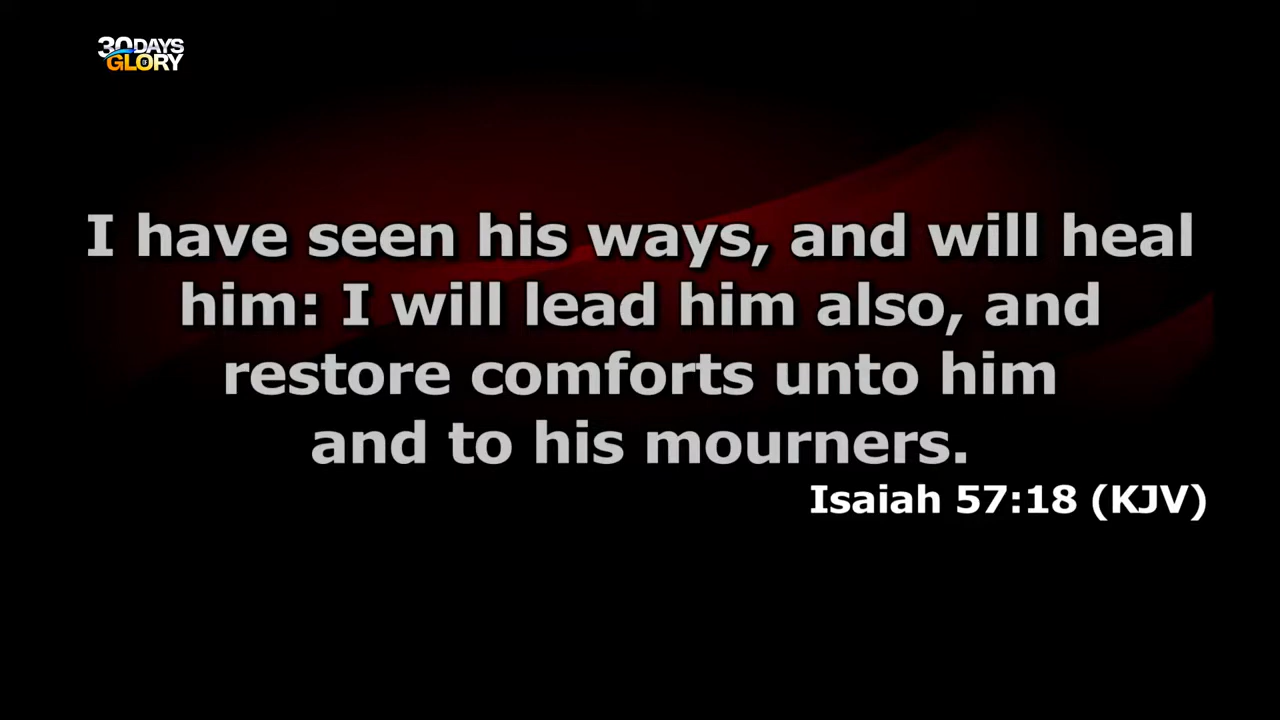 30DAYS
GLORY
I have seen his ways, and will heal
him: I will lead him also, and
restore comforts unto him
and to his mourners.
Isaiah 57:18 (KJV)